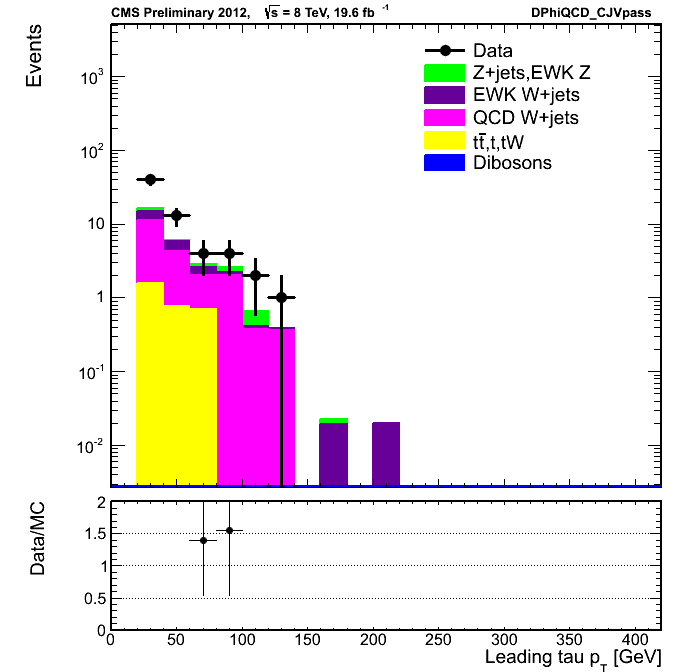 CMS Preliminary 2012, √s = 8 TeV, 19.6 fb⁻¹ DPhiQCD_CJVpass
Events
10³
10²
10
1
10⁻¹
10⁻²
Data
Z+jets,EWK Z
EWK W+jets
QCD W+jets
tt̄,t,tW
Dibosons
Data/MC
2
1.5
1
0.5
0
0 50 100 150 200 250 300 350 400
Leading tau p_T [GeV]